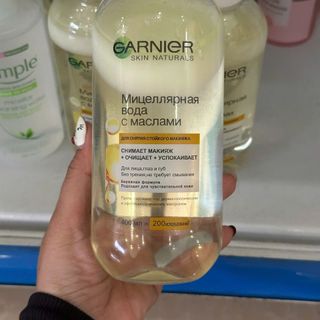 GARNIER
SKIN NATURALS
Мицеллярная
вода
с маслами
ДЛЯ СНЯТИЯ СТОЙКОГО МАКИЯЖА
СНИМАЕТ МАКИЯЖ
+ ОЧИЩАЕТ + УСПОКАИВАЕТ
Для лица, глаз и губ
Без трения, не требует смывания
Бережная формула
Подходит для чувствительной кожи
400 мл = 200
mple